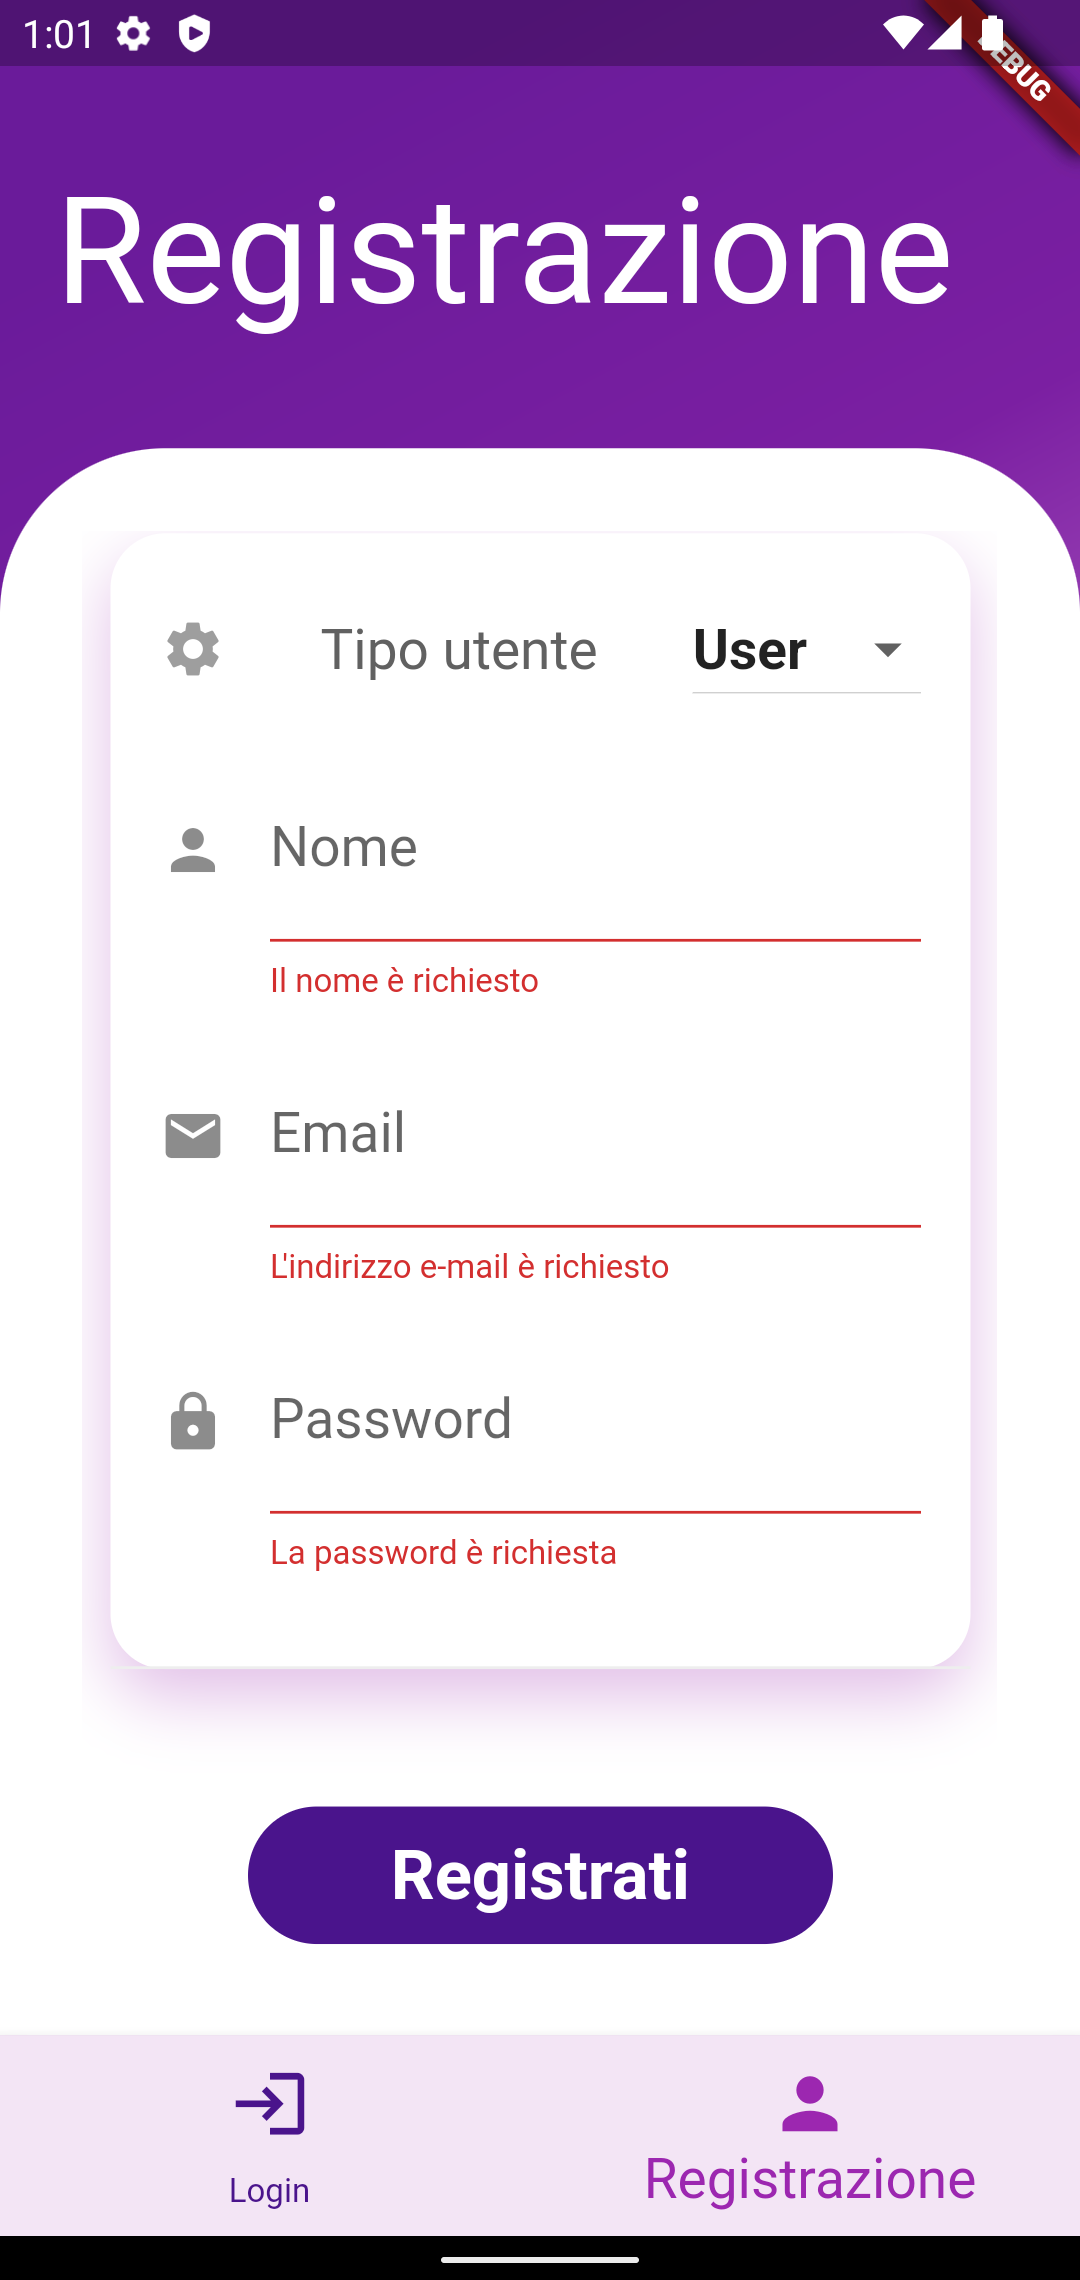 1:01
DEBUG
Registrazione
Tipo utente User
Nome
Il nome è richiesto
Email
L'indirizzo e-mail è richiesto
Password
La password è richiesta
Registrati
Login Registrazione